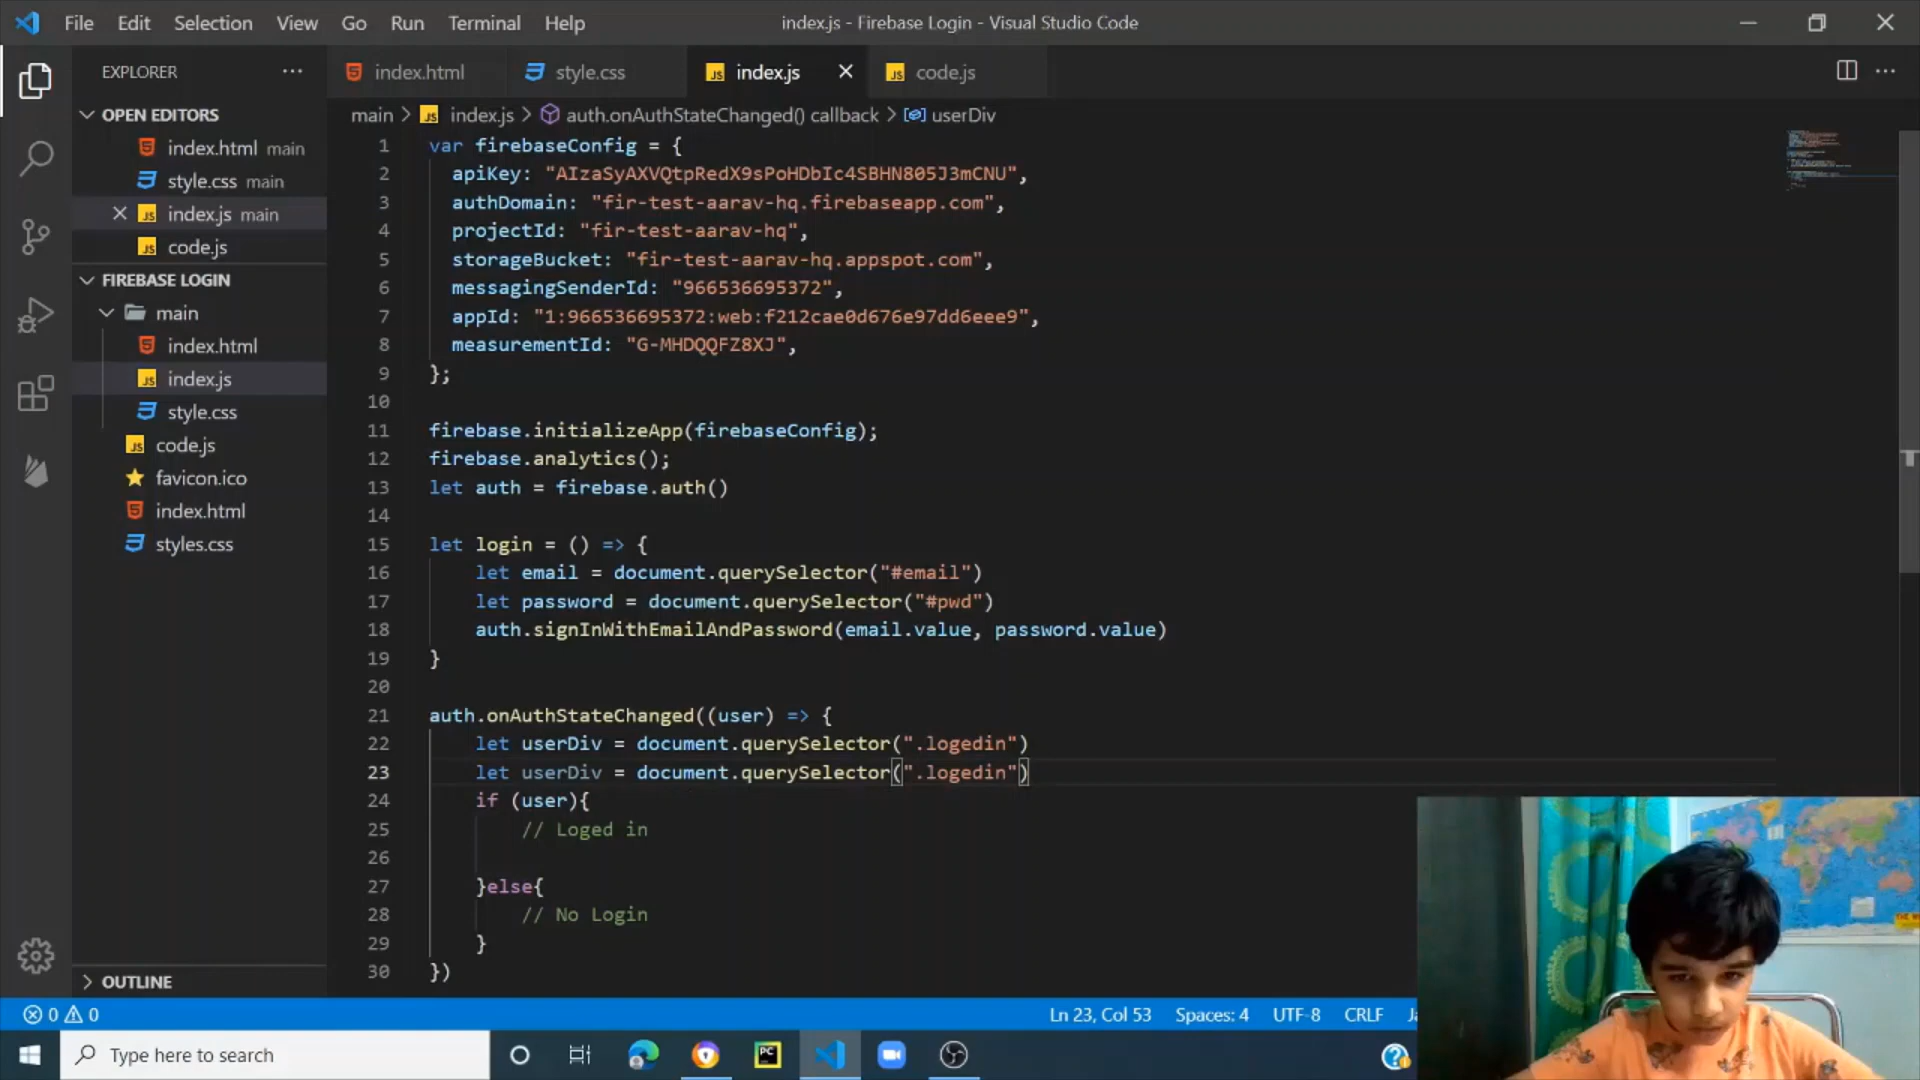 File Edit Selection View Go Run Terminal Help
index.js - Firebase Login - Visual Studio Code
EXPLORER
OPEN EDITORS
index.html main
style.css main
index.js main
code.js
FIREBASE LOGIN
main
index.html
index.js
style.css
code.js
favicon.ico
index.html
styles.css
OUTLINE
index.html style.css index.js code.js
main > index.js > auth.onAuthStateChanged() callback > userDiv
1 var firebaseConfig = {
2 apiKey: "AIzaSyAXVQtpRedX9sPoHDbIc4SBHN805J3mCNU",
3 authDomain: "fir-test-aarav-hq.firebaseapp.com",
4 projectId: "fir-test-aarav-hq",
5 storageBucket: "fir-test-aarav-hq.appspot.com",
6 messagingSenderId: "966536695372",
7 appId: "1:966536695372:web:f212cae0d676e97dd6eee9",
8 measurementId: "G-MHDQQFZ8XJ",
9 };
10
11 firebase.initializeApp(firebaseConfig);
12 firebase.analytics();
13 let auth = firebase.auth()
14
15 let login = () => {
16 let email = document.querySelector("#email")
17 let password = document.querySelector("#pwd")
18 auth.signInWithEmailAndPassword(email.value, password.value)
19 }
20
21 auth.onAuthStateChanged((user) => {
22 let userDiv = document.querySelector(".logedin")
23 let userDiv = document.querySelector(".logedin")
24 if (user){
25 // Loged in
26
27 }else{
28 // No Login
29 }
30 })
0 0
Ln 23, Col 53 Spaces: 4 UTF-8 CRLF
Type here to search
PC